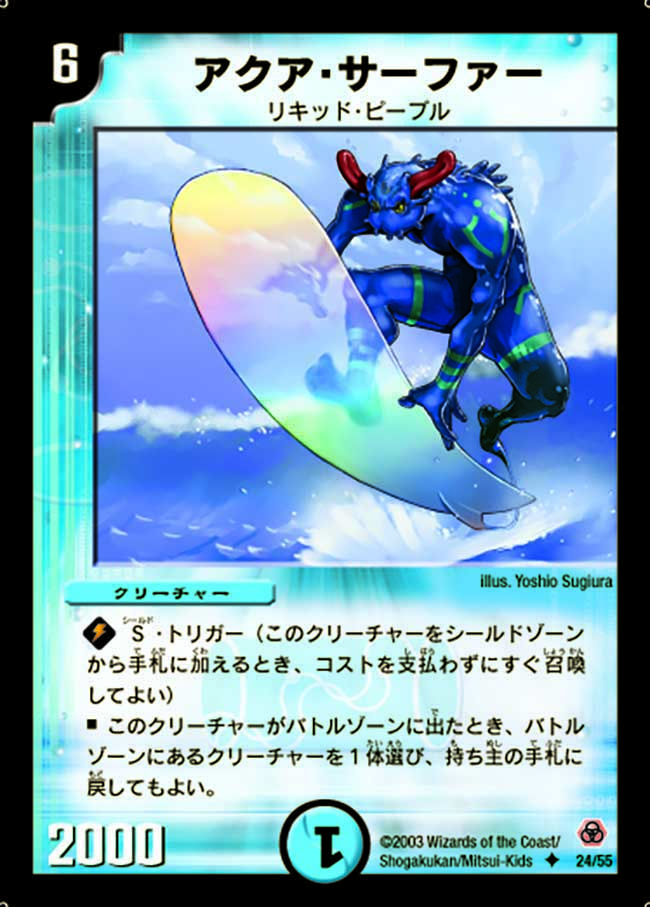 6
アクア・サーファー
リキッド・ピープル
illus. Yoshio Sugiura
クリーチャー
S・トリガー（このクリーチャーをシールドゾーン
から手札に加えるとき、コストを支払わずにすぐ召喚
してよい）
■ このクリーチャーがバトルゾーンに出たとき、バトル
ゾーンにあるクリーチャーを1体選び、持ち主の手札に
戻してもよい。
2000
1
©2003 Wizards of the Coast/
Shogakukan/Mitsui-Kids
24/55